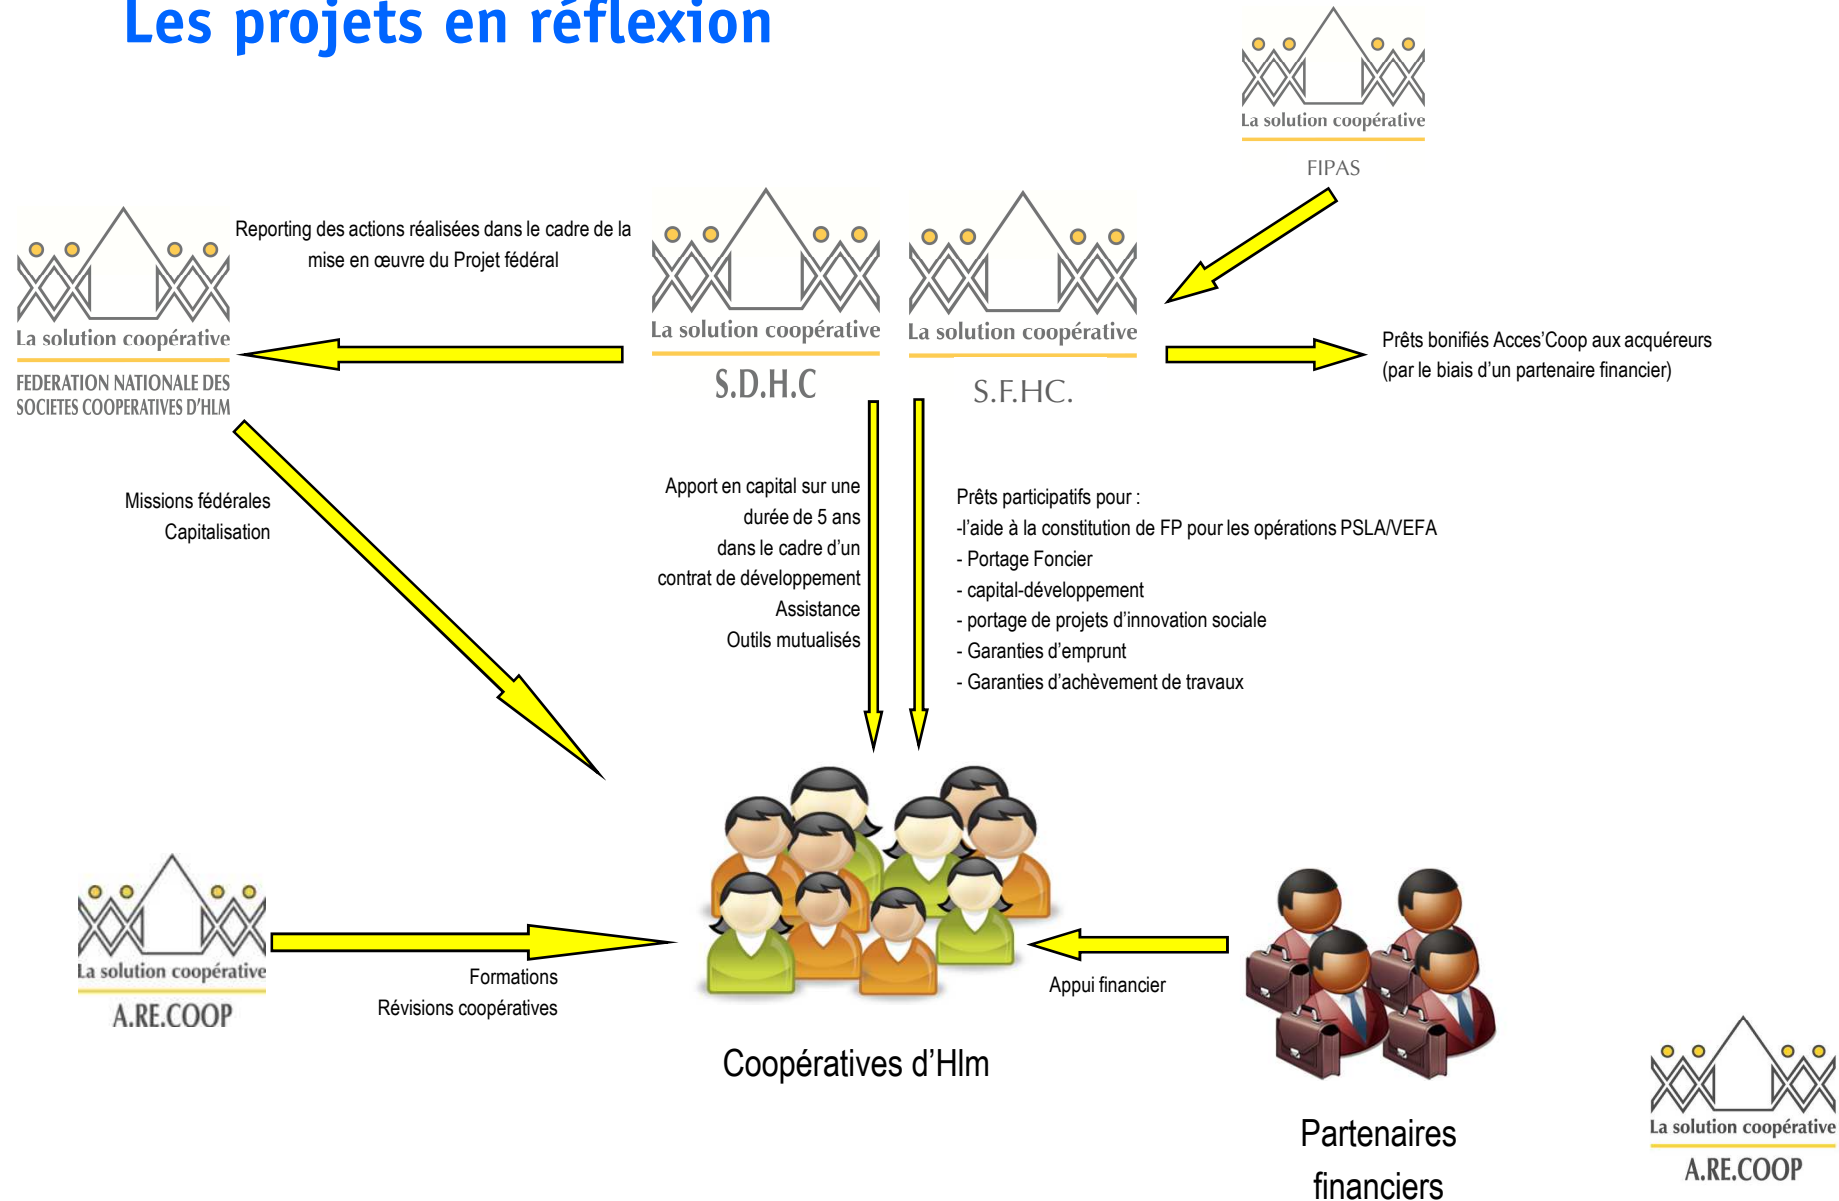 Les projets en réflexion
La solution coopérative
FIPAS
Reporting des actions réalisées dans le cadre de la
mise en œuvre du Projet fédéral
La solution coopérative
FEDERATION NATIONALE DES
SOCIETES COOPERATIVES D’HLM
La solution coopérative
S.D.H.C
La solution coopérative
S.F.HC.
Prêts bonifiés Acces’Coop aux acquéreurs
(par le biais d’un partenaire financier)
Missions fédérales
Capitalisation
Apport en capital sur une
durée de 5 ans
dans le cadre d’un
contrat de développement
Assistance
Outils mutualisés
Prêts participatifs pour :
-l’aide à la constitution de FP pour les opérations PSLA/VEFA
- Portage Foncier
- capital-développement
- portage de projets d’innovation sociale
- Garanties d’emprunt
- Garanties d’achèvement de travaux
La solution coopérative
A.RE.COOP
Formations
Révisions coopératives
Appui financier
Coopératives d’Hlm
Partenaires
financiers
La solution coopérative
A.RE.COOP